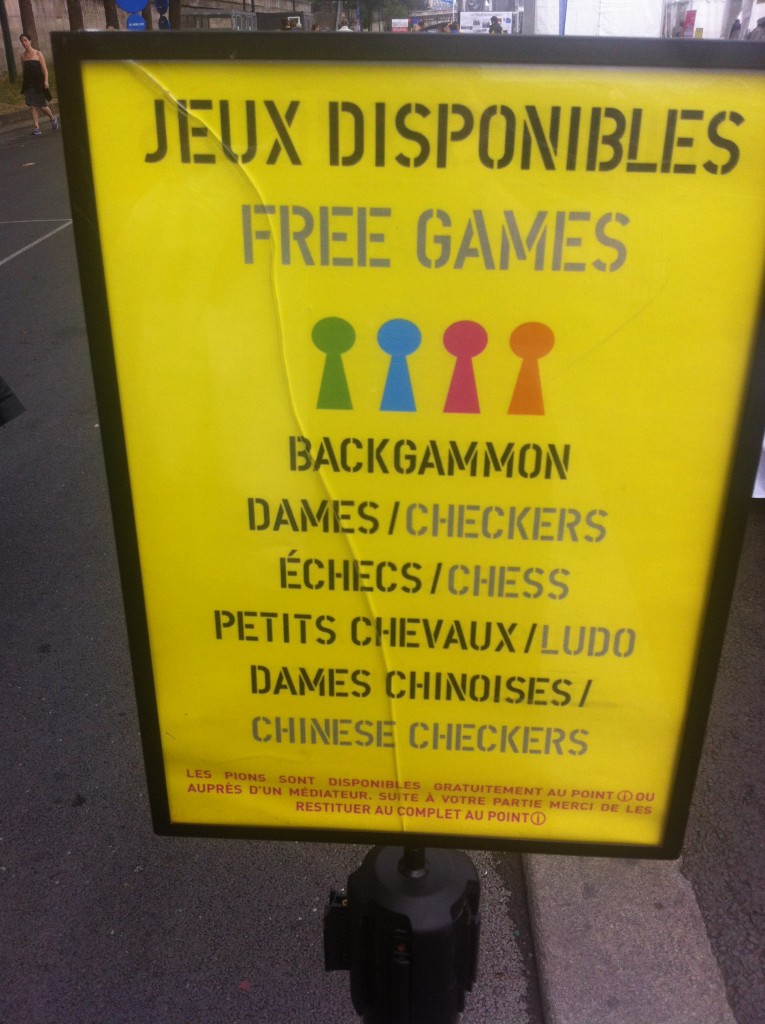 JEUX DISPONIBLES
FREE GAMES
BACKGAMMON
DAMES/CHECKERS
ÉCHECS/CHESS
PETITS CHEVAUX/LUDO
DAMES CHINOISES/
CHINESE CHECKERS
LES PIONS SONT DISPONIBLES GRATUITEMENT AU POINT ⓘ OU
AUPRÈS D'UN MÉDIATEUR. SUITE À VOTRE PARTIE MERCI DE LES
RESTITUER AU COMPLET AU POINT ⓘ